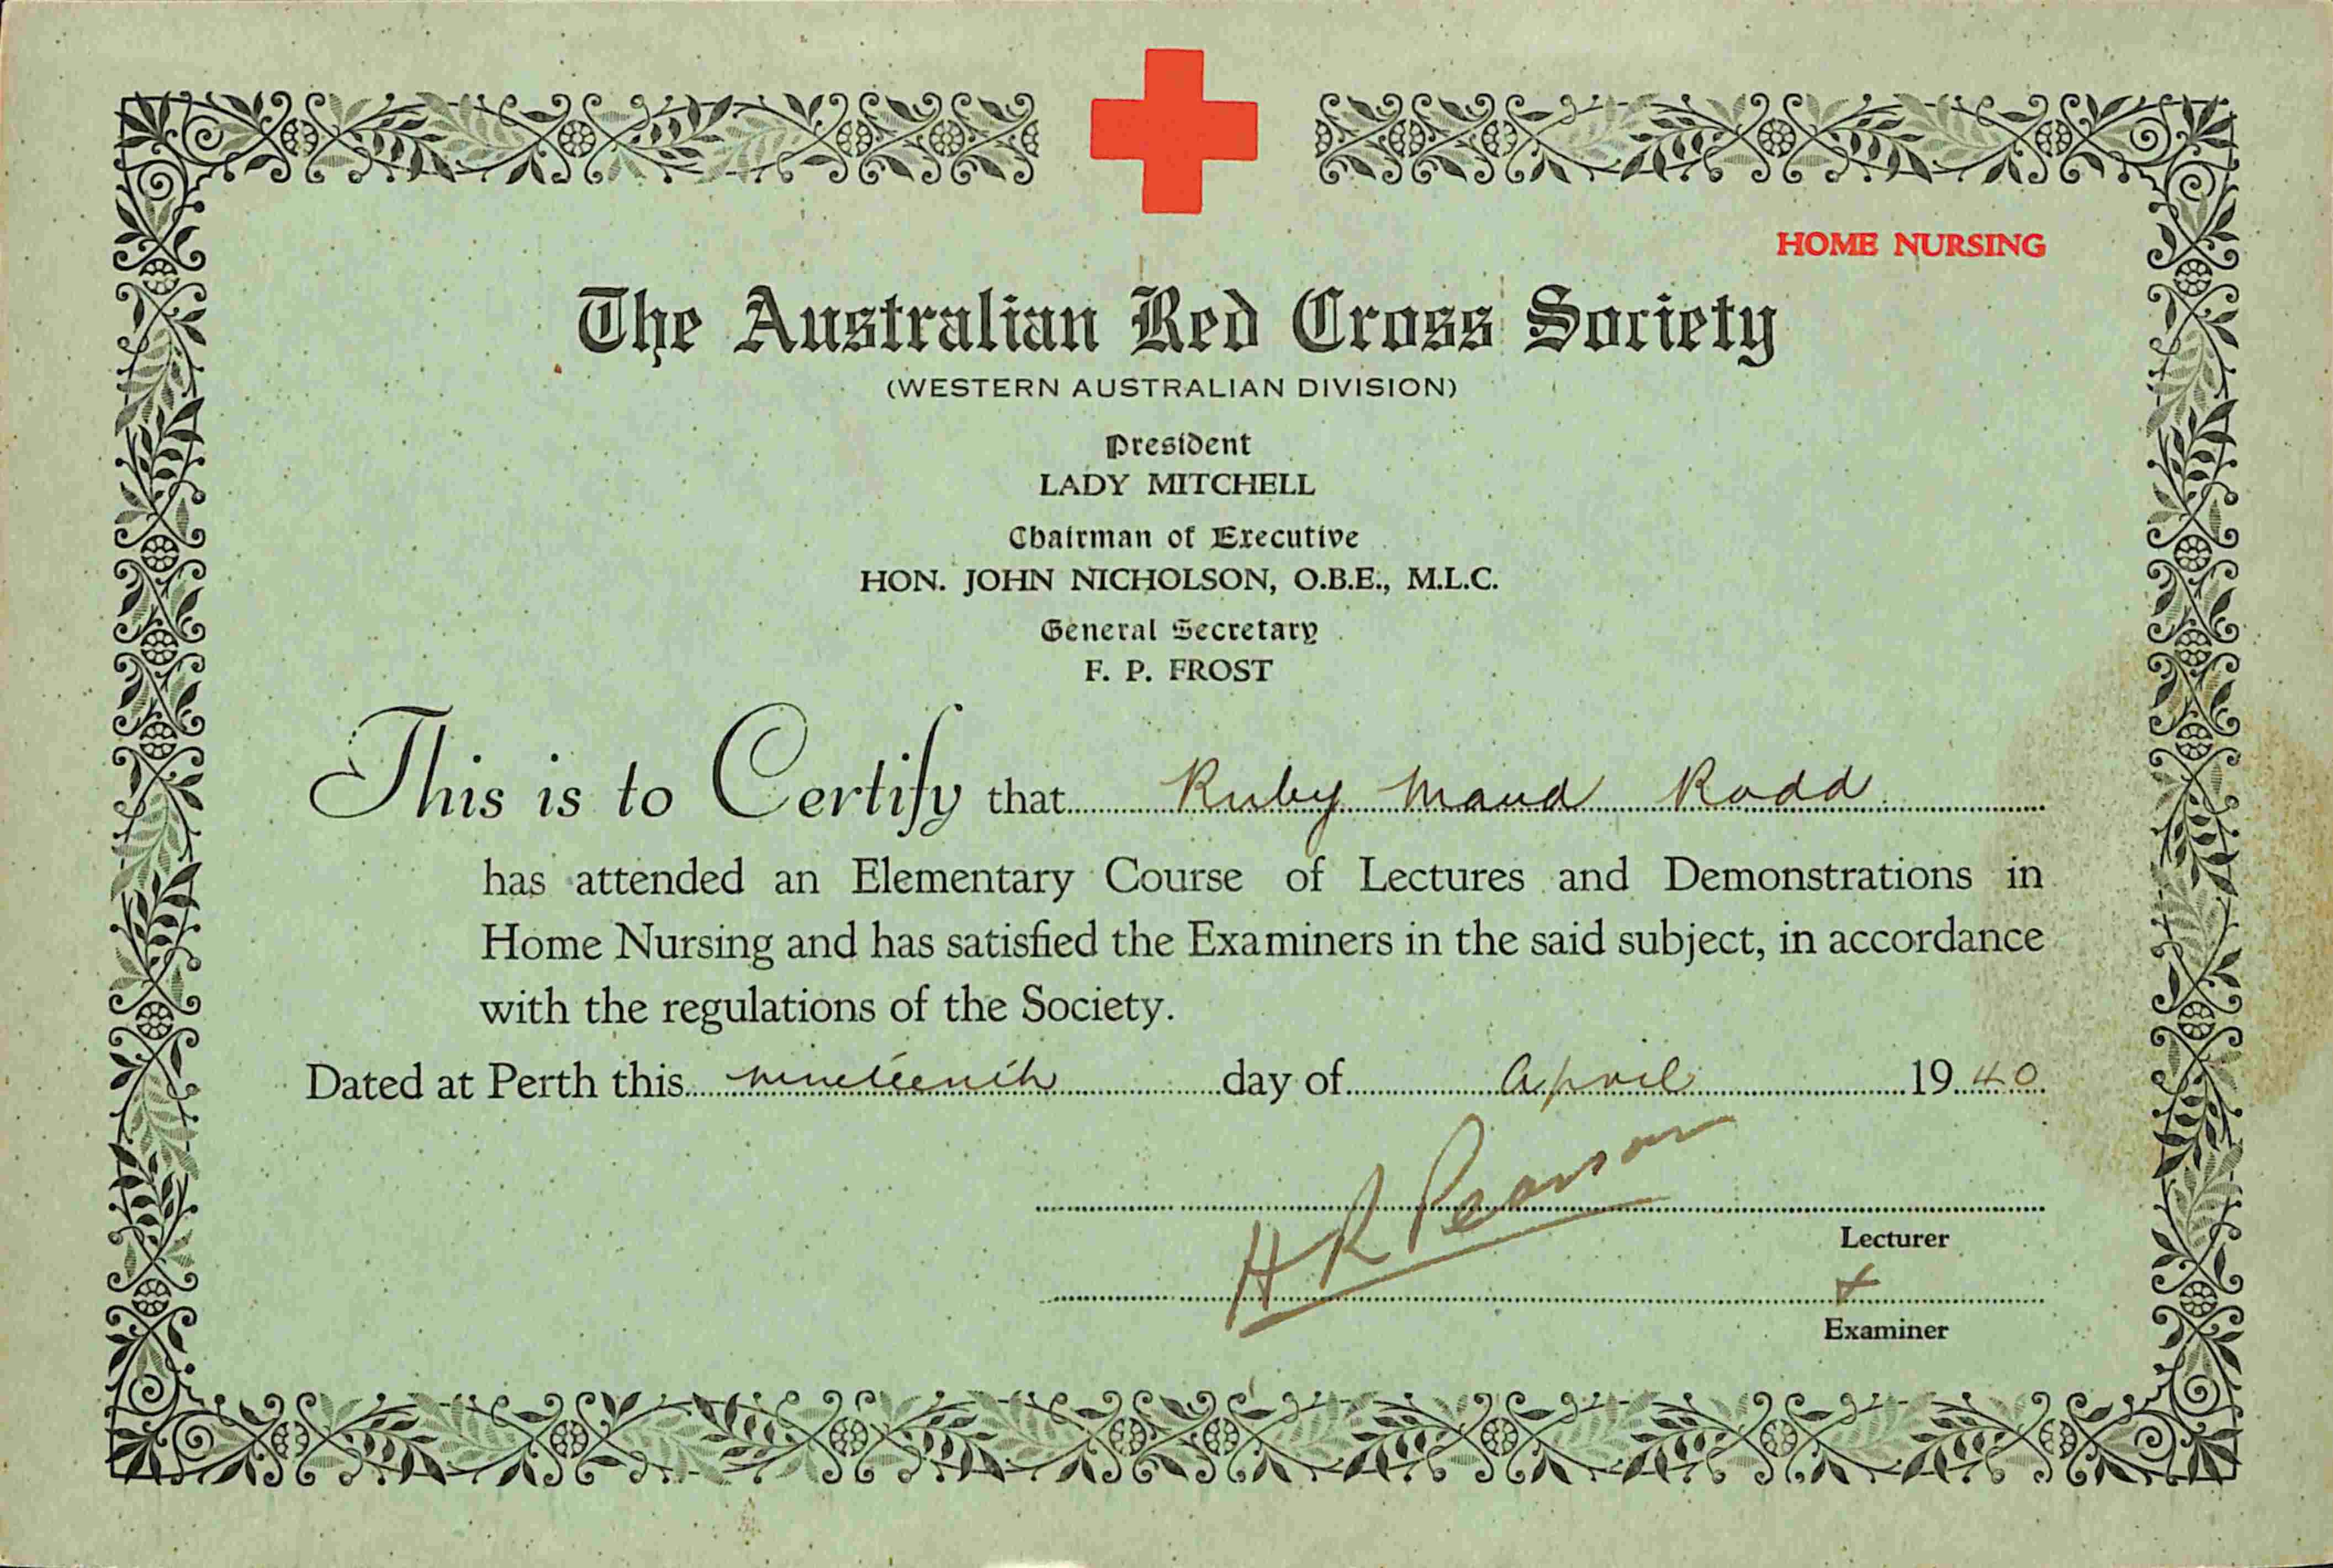 HOME NURSING
The Australian Red Cross Society
(WESTERN AUSTRALIAN DIVISION)
President
LADY MITCHELL
Chairman of Executive
HON. JOHN NICHOLSON, O.B.E., M.L.C.
General Secretary
F. P. FROST
This is to Certify that Ruby Maud Rodd
has attended an Elementary Course of Lectures and Demonstrations in
Home Nursing and has satisfied the Examiners in the said subject, in accordance
with the regulations of the Society.
Dated at Perth this nineteenth day of April 1940
H R Pearson
Lecturer
+
Examiner